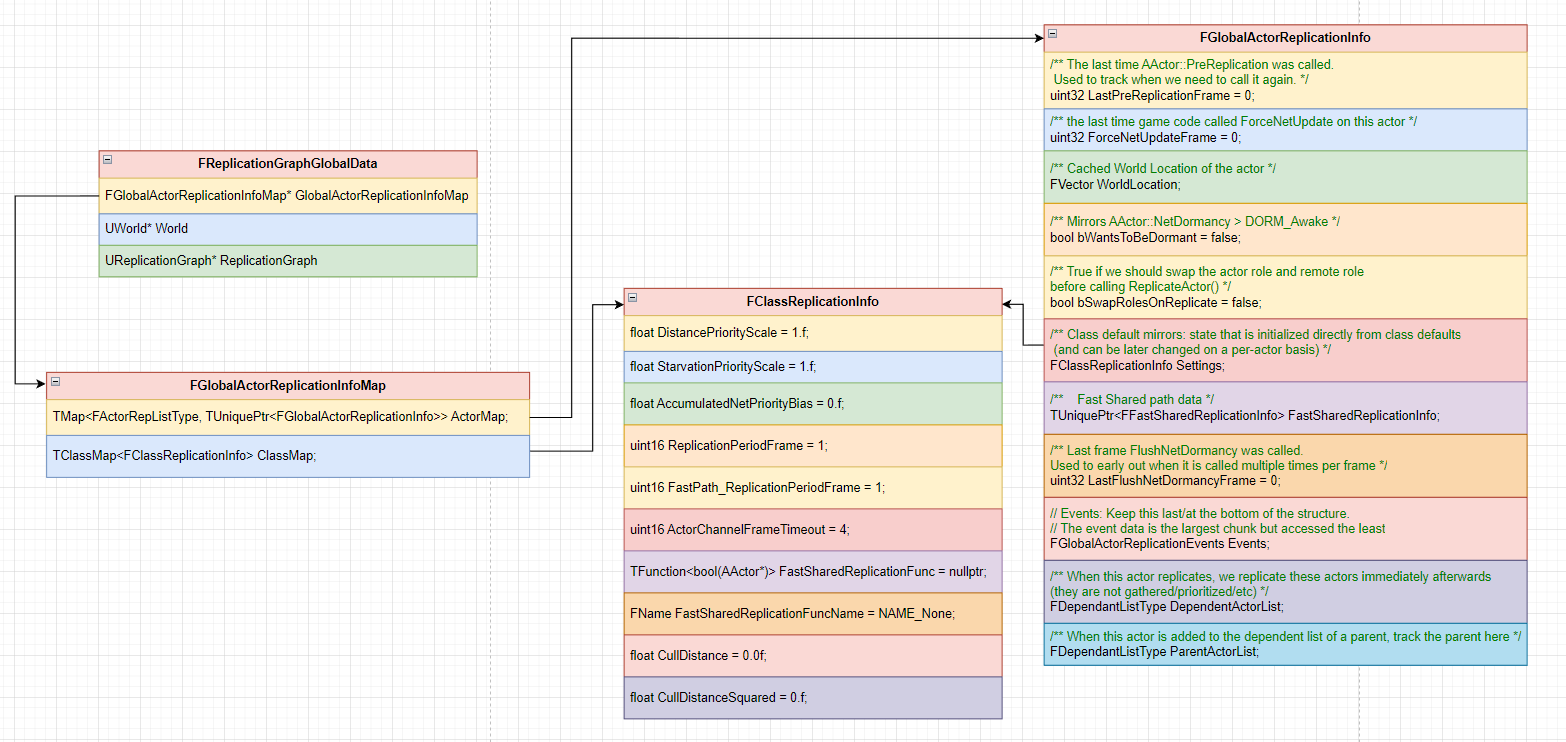 FReplicationGraphGlobalData
FGlobalActorReplicationInfoMap* GlobalActorReplicationInfoMap
UWorld* World
UReplicationGraph* ReplicationGraph
FGlobalActorReplicationInfoMap
TMap<FActorRepListType, TUniquePtr<FGlobalActorReplicationInfo>> ActorMap;
TClassMap<FClassReplicationInfo> ClassMap;
FClassReplicationInfo
float DistancePriorityScale = 1.f;
float StarvationPriorityScale = 1.f;
float AccumulatedNetPriorityBias = 0.f;
uint16 ReplicationPeriodFrame = 1;
uint16 FastPath_ReplicationPeriodFrame = 1;
uint16 ActorChannelFrameTimeout = 4;
TFunction<bool(AActor*)> FastSharedReplicationFunc = nullptr;
FName FastSharedReplicationFuncName = NAME_None;
float CullDistance = 0.0f;
float CullDistanceSquared = 0.f;
FGlobalActorReplicationInfo
/** The last time AActor::PreReplication was called.
Used to track when we need to call it again. */
uint32 LastPreReplicationFrame = 0;
/** the last time game code called ForceNetUpdate on this actor */
uint32 ForceNetUpdateFrame = 0;
/** Cached World Location of the actor */
FVector WorldLocation;
/** Mirrors AActor::NetDormancy > DORM_Awake */
bool bWantsToBeDormant = false;
/** True if we should swap the actor role and remote role
before calling ReplicateActor() */
bool bSwapRolesOnReplicate = false;
/** Class default mirrors: state that is initialized directly from class defaults
(and can be later changed on a per-actor basis) */
FClassReplicationInfo Settings;
/** Fast Shared path data */
TUniquePtr<FFastSharedReplicationInfo> FastSharedReplicationInfo;
/** Last frame FlushNetDormancy was called.
Used to early out when it is called multiple times per frame */
uint32 LastFlushNetDormancyFrame = 0;
// Events: Keep this last/at the bottom of the structure.
// The event data is the largest chunk but accessed the least
FGlobalActorReplicationEvents Events;
/** When this actor replicates, we replicate these actors immediately afterwards
(they are not gathered/prioritized/etc) */
FDependantListType DependentActorList;
/** When this actor is added to the dependent list of a parent, track the parent here */
FDependantListType ParentActorList;